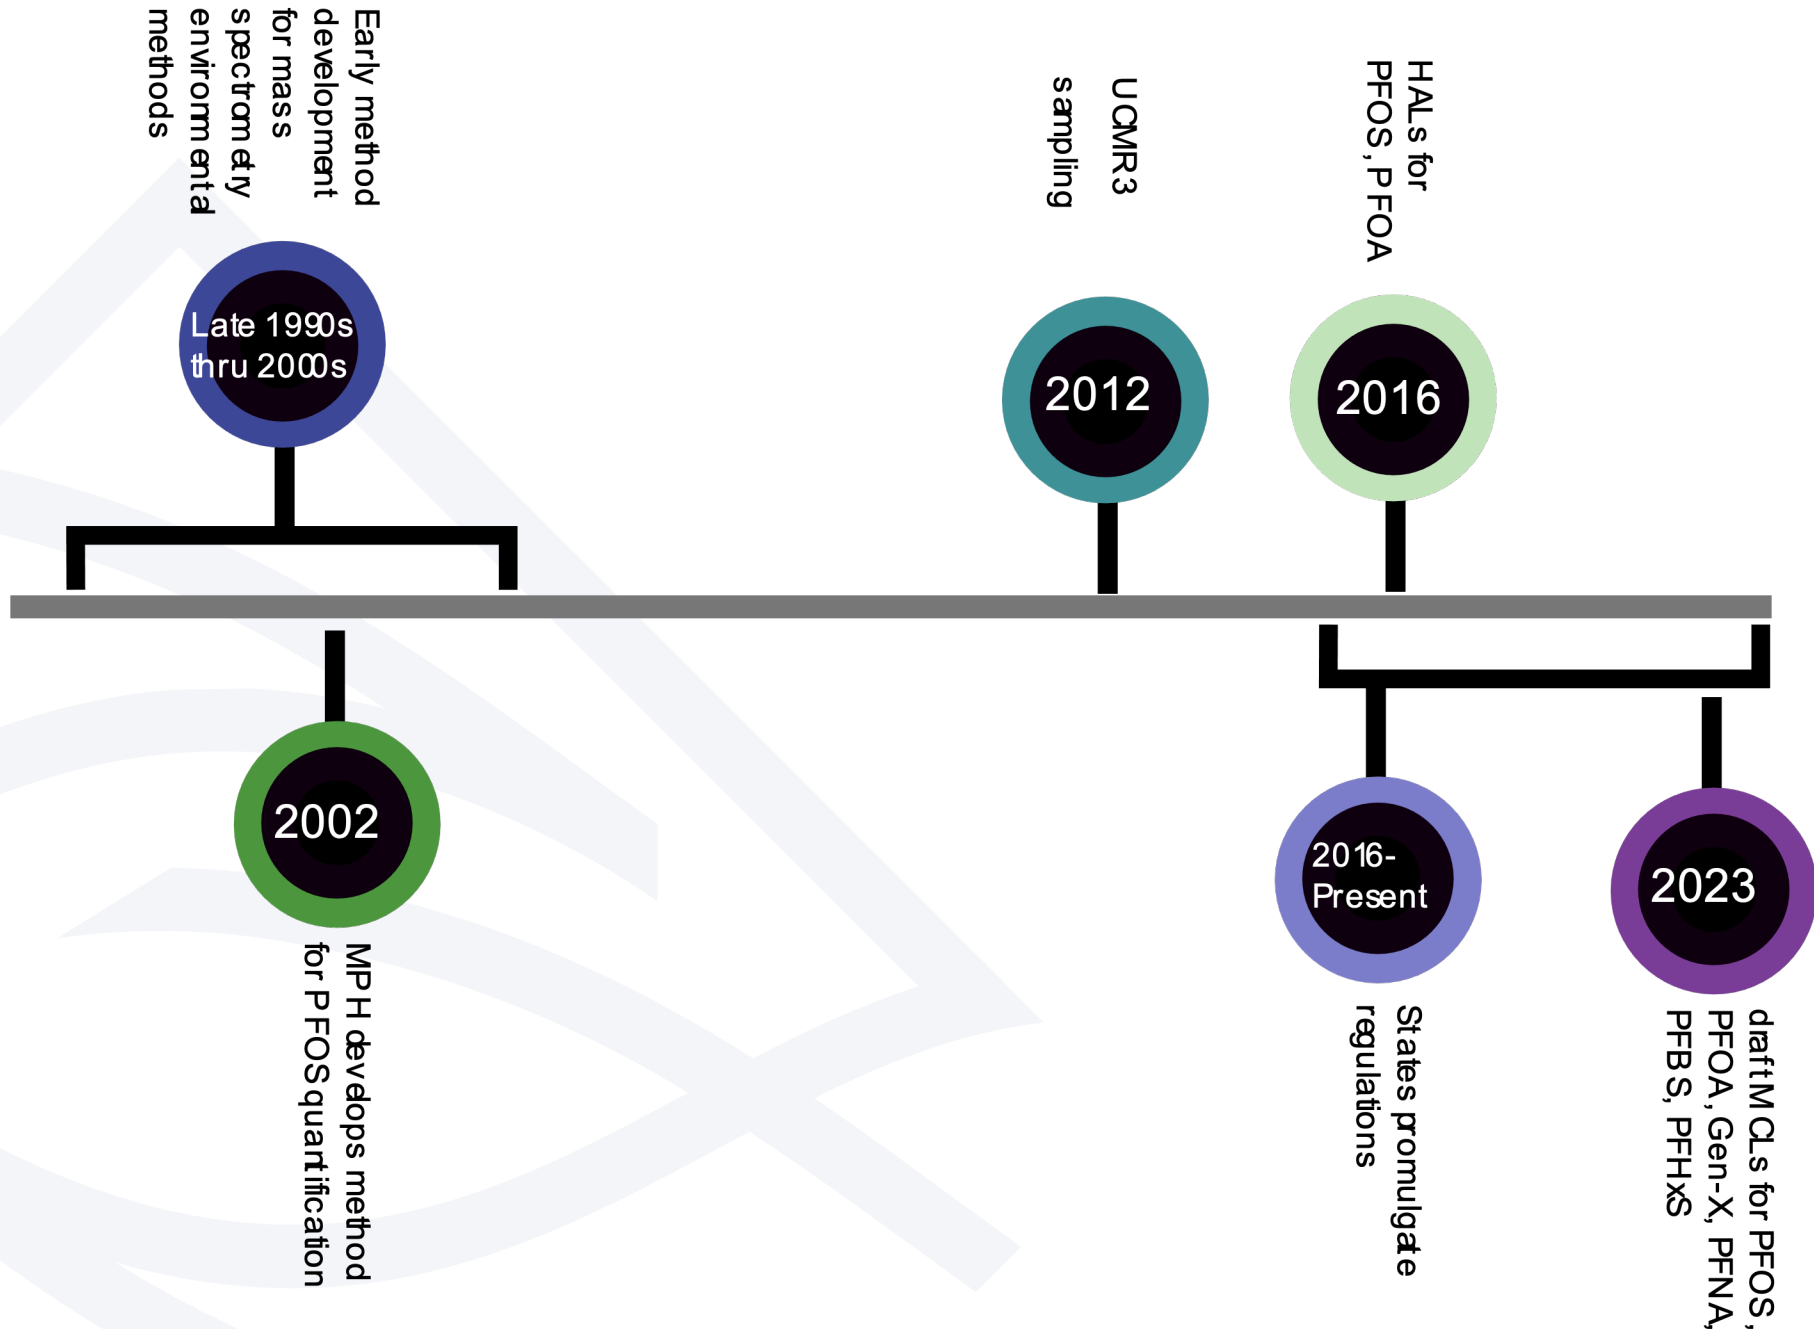 Early method
development
for mass
spectrometry
environmental
methods
Late 1990s
thru 2000s
UCMR3
sampling
2012
HALs for
PFOS, PFOA
2016
2002
MPH develops method
for PFOS quantification
2016-
Present
States promulgate
regulations
2023
draft MCLs for PFOS,
PFOA, Gen-X, PFNA,
PFBS, PFHxS